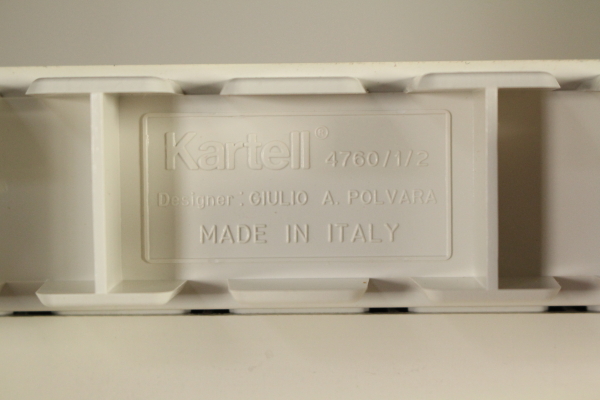 Kartell® 4760/1/2
Designer: GIULIO A. POLVARA
MADE IN ITALY